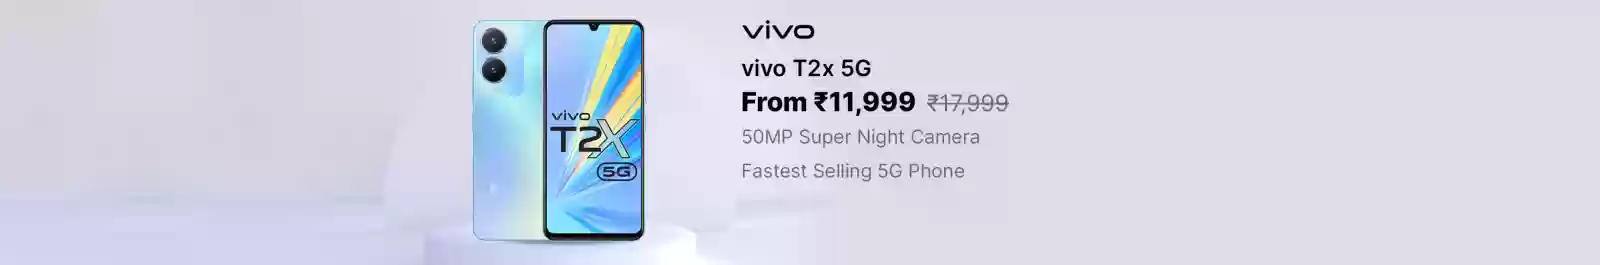 vivo
T2X
5G
vivo
vivo T2x 5G
From ₹11,999 ₹17,999
50MP Super Night Camera
Fastest Selling 5G Phone